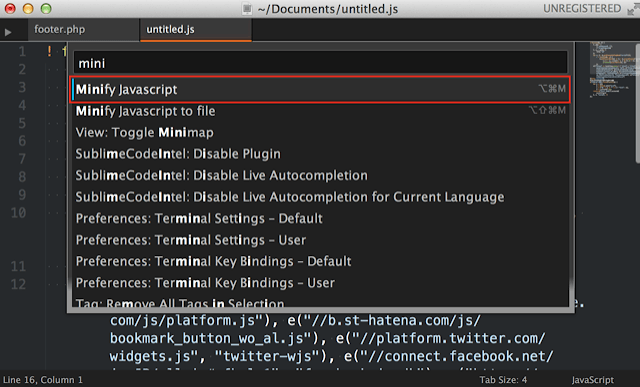 ~/Documents/untitled.js
UNREGISTERED
footer.php
untitled.js
1
! f
mini
2
3
Minify Javascript ⌥⌘M
4
Minify Javascript to file ⌥⇧⌘M
5
View: Toggle Minimap
6
SublimeCodeIntel: Disable Plugin
7
SublimeCodeIntel: Disable Live Autocompletion
8
9
SublimeCodeIntel: Disable Live Autocompletion for Current Language
10
Preferences: Terminal Settings – Default
Preferences: Terminal Settings – User
11
Preferences: Terminal Key Bindings – Default
12
Preferences: Terminal Key Bindings – User
Tag: Remove All Tags in Selection
com/js/platform.js"), e("//b.st-hatena.com/js/
bookmark_button_wo_al.js"), e("//platform.twitter.com/
widgets.js", "twitter-wjs"), e("//connect.facebook.net/
Line 16, Column 1
Tab Size: 4
JavaScript